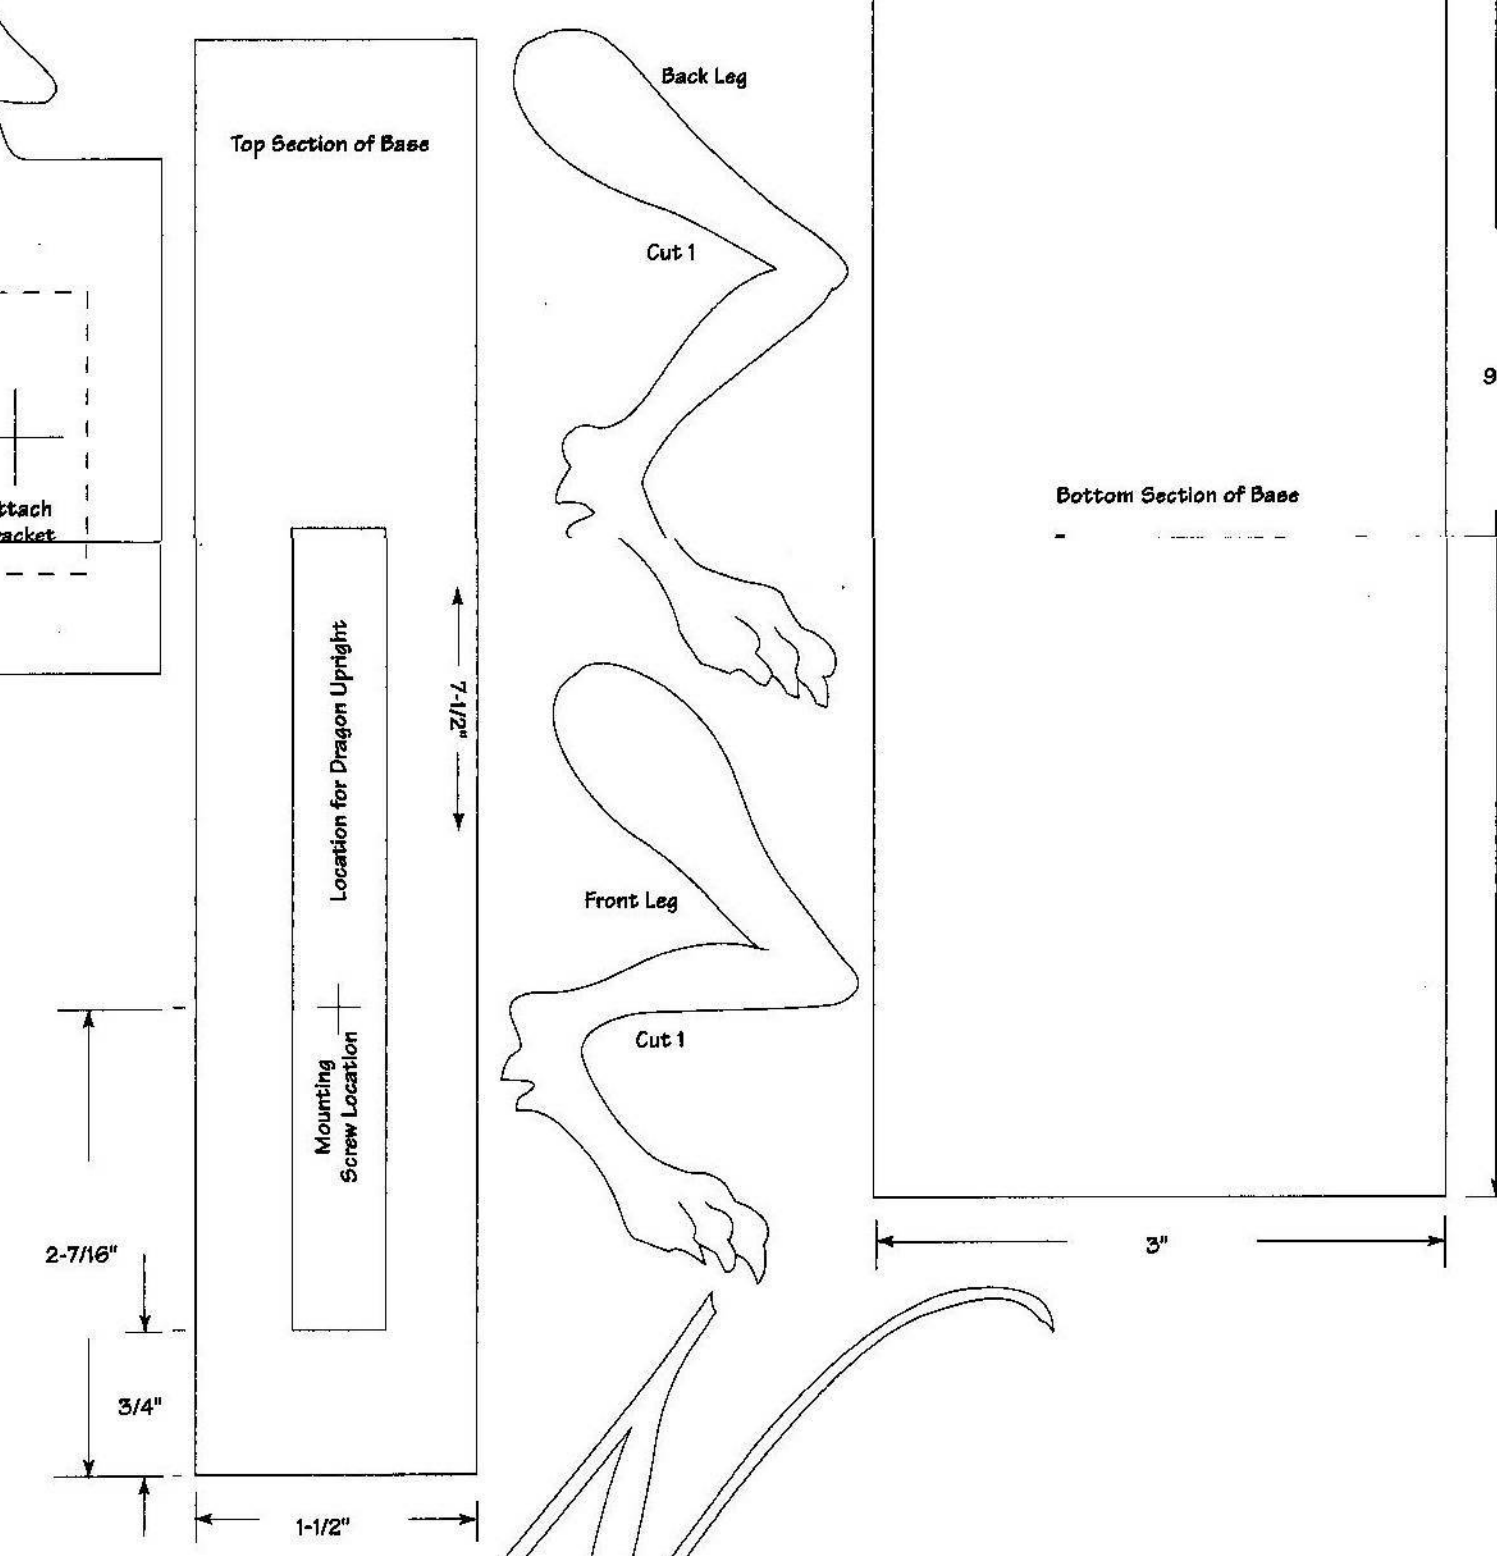 Back Leg
Top Section of Base
Cut 1
9
Bottom Section of Base
ttach
racket
Location for Dragon Upright
7-1/2"
Front Leg
Cut 1
Mounting
Screw Location
2-7/16"
3"
3/4"
1-1/2"